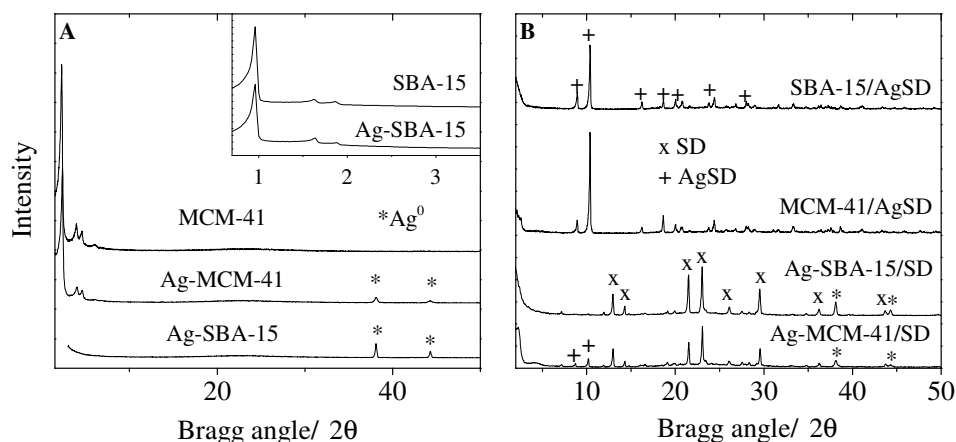 A
SBA-15
Ag-SBA-15
1 2 3
MCM-41
*Ag⁰
Ag-MCM-41
* *
Ag-SBA-15
* *
20 40
Bragg angle/ 2θ
Intensity
B
+
+ + + + + +
SBA-15/AgSD
x SD
+ AgSD
MCM-41/AgSD
x x x x x x x * x *
Ag-SBA-15/SD
Ag-MCM-41/SD
+ + * *
10 20 30 40 50
Bragg angle/ 2θ